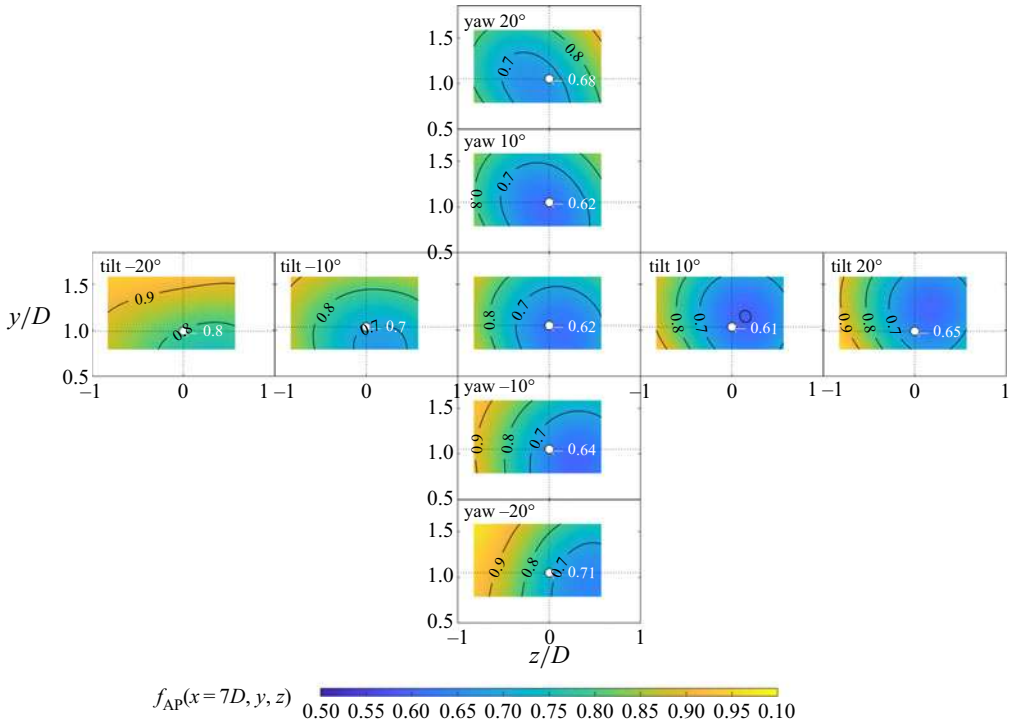 yaw 20°
1.5
1.0
0.5
0.7
0.8
0.68
yaw 10°
1.5
1.0
0.5
0.8
0.7
0.62
tilt –20°
tilt –10°
tilt 10°
tilt 20°
y/D
1.5
1.0
0.5
0.9
0.8
0.8
0.8
0.7
0.7
0.8
0.7
0.62
0.8
0.7
0.61
0.9
0.8
0.7
0.65
–1 0 1
–1 0
–1 0 1
–1 0 1
yaw –10°
1.5
1.0
0.5
0.9
0.8
0.7
0.64
yaw –20°
1.5
1.0
0.5
0.9
0.8
0.7
0.71
–1 0 1
z/D
f_AP(x = 7D, y, z)
0.50 0.55 0.60 0.65 0.70 0.75 0.80 0.85 0.90 0.95 0.10